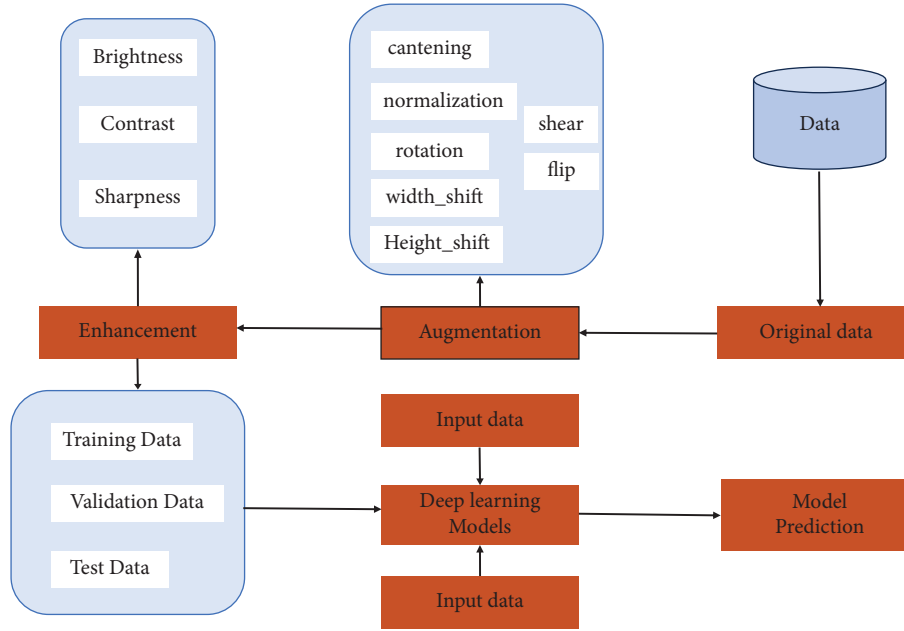 Brightness
Contrast
Sharpness
cantening
normalization
rotation
width_shift
Height_shift
shear
flip
Data
Enhancement
Augmentation
Original data
Training Data
Validation Data
Test Data
Input data
Deep learning
Models
Input data
Model
Prediction